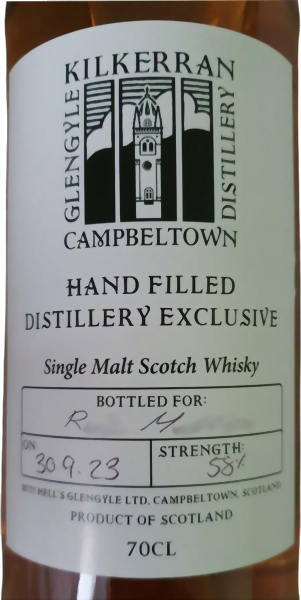 KILKERRAN
GLENGYLE
DISTILLERY
CAMPBELTOWN
HAND FILLED
DISTILLERY EXCLUSIVE
Single Malt Scotch Whisky
BOTTLED FOR:
ON:
30 9. 23
STRENGTH:
58%
MITCHELL'S GLENGYLE LTD. CAMPBELTOWN, SCOTLAND
PRODUCT OF SCOTLAND
70CL